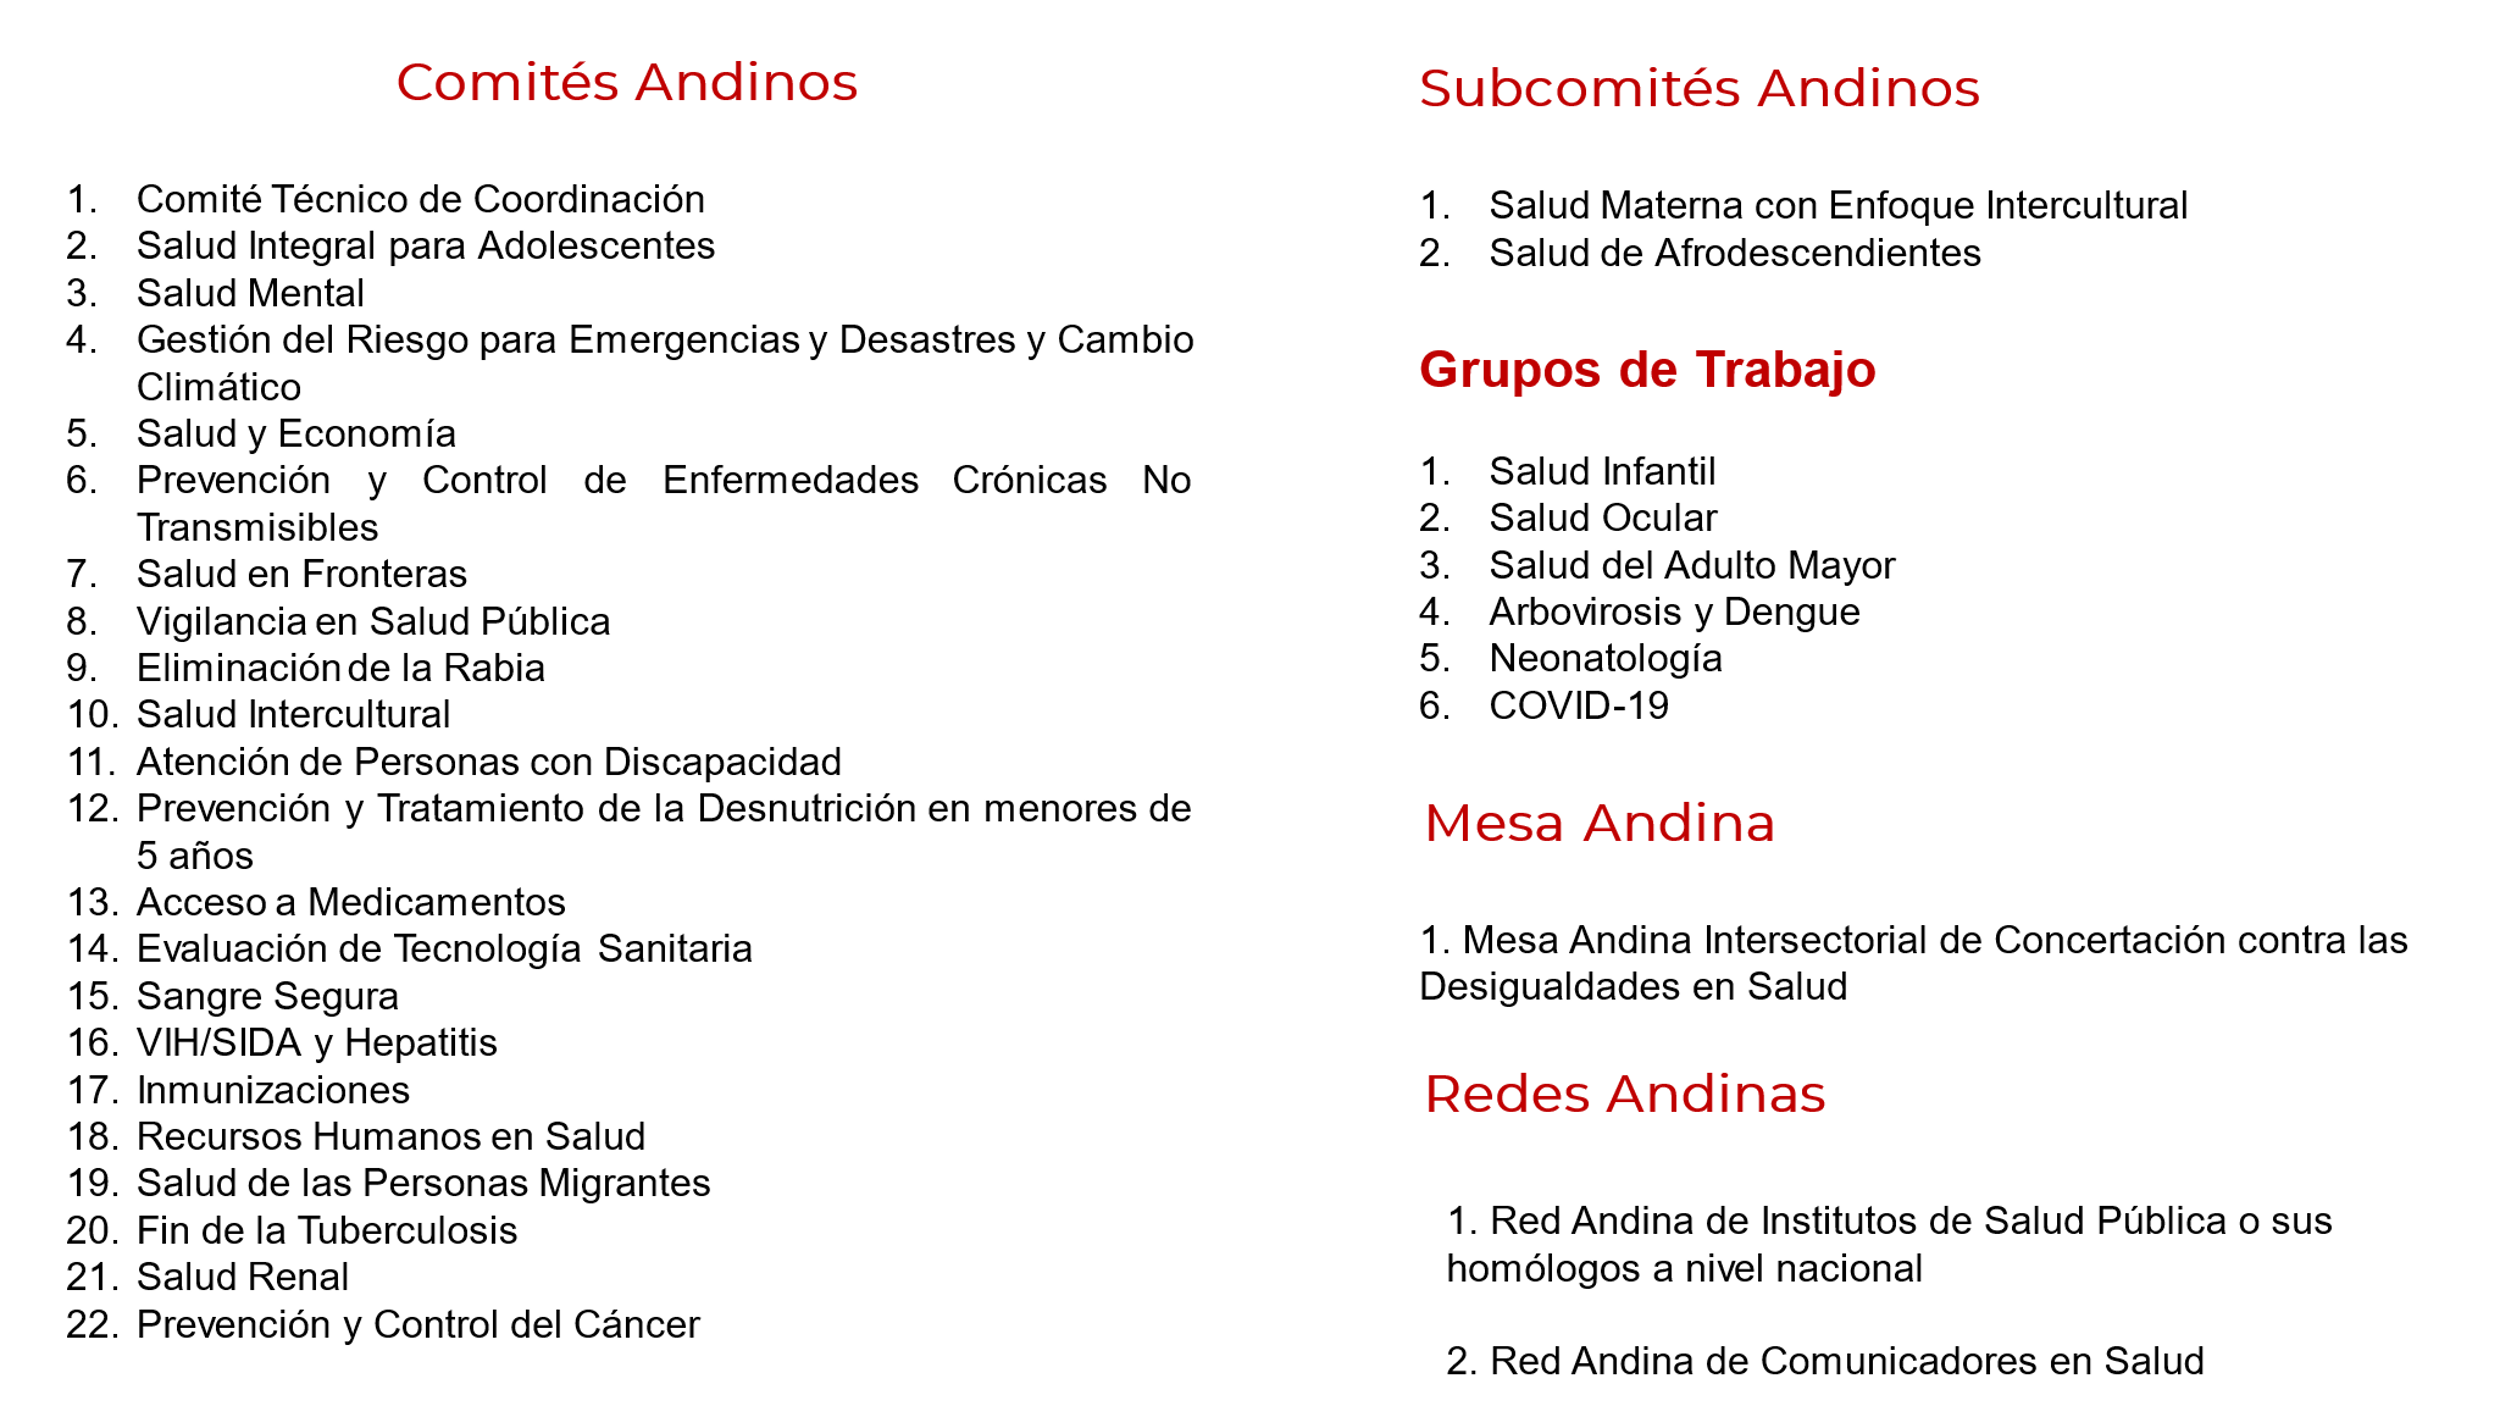 Comités Andinos
1. Comité Técnico de Coordinación
2. Salud Integral para Adolescentes
3. Salud Mental
4. Gestión del Riesgo para Emergencias y Desastres y Cambio
Climático
5. Salud y Economía
6. Prevención y Control de Enfermedades Crónicas No
Transmisibles
7. Salud en Fronteras
8. Vigilancia en Salud Pública
9. Eliminación de la Rabia
10. Salud Intercultural
11. Atención de Personas con Discapacidad
12. Prevención y Tratamiento de la Desnutrición en menores de
5 años
13. Acceso a Medicamentos
14. Evaluación de Tecnología Sanitaria
15. Sangre Segura
16. VIH/SIDA y Hepatitis
17. Inmunizaciones
18. Recursos Humanos en Salud
19. Salud de las Personas Migrantes
20. Fin de la Tuberculosis
21. Salud Renal
22. Prevención y Control del Cáncer
Subcomités Andinos
1. Salud Materna con Enfoque Intercultural
2. Salud de Afrodescendientes
Grupos de Trabajo
1. Salud Infantil
2. Salud Ocular
3. Salud del Adulto Mayor
4. Arbovirosis y Dengue
5. Neonatología
6. COVID-19
Mesa Andina
1. Mesa Andina Intersectorial de Concertación contra las
Desigualdades en Salud
Redes Andinas
1. Red Andina de Institutos de Salud Pública o sus
homólogos a nivel nacional
2. Red Andina de Comunicadores en Salud